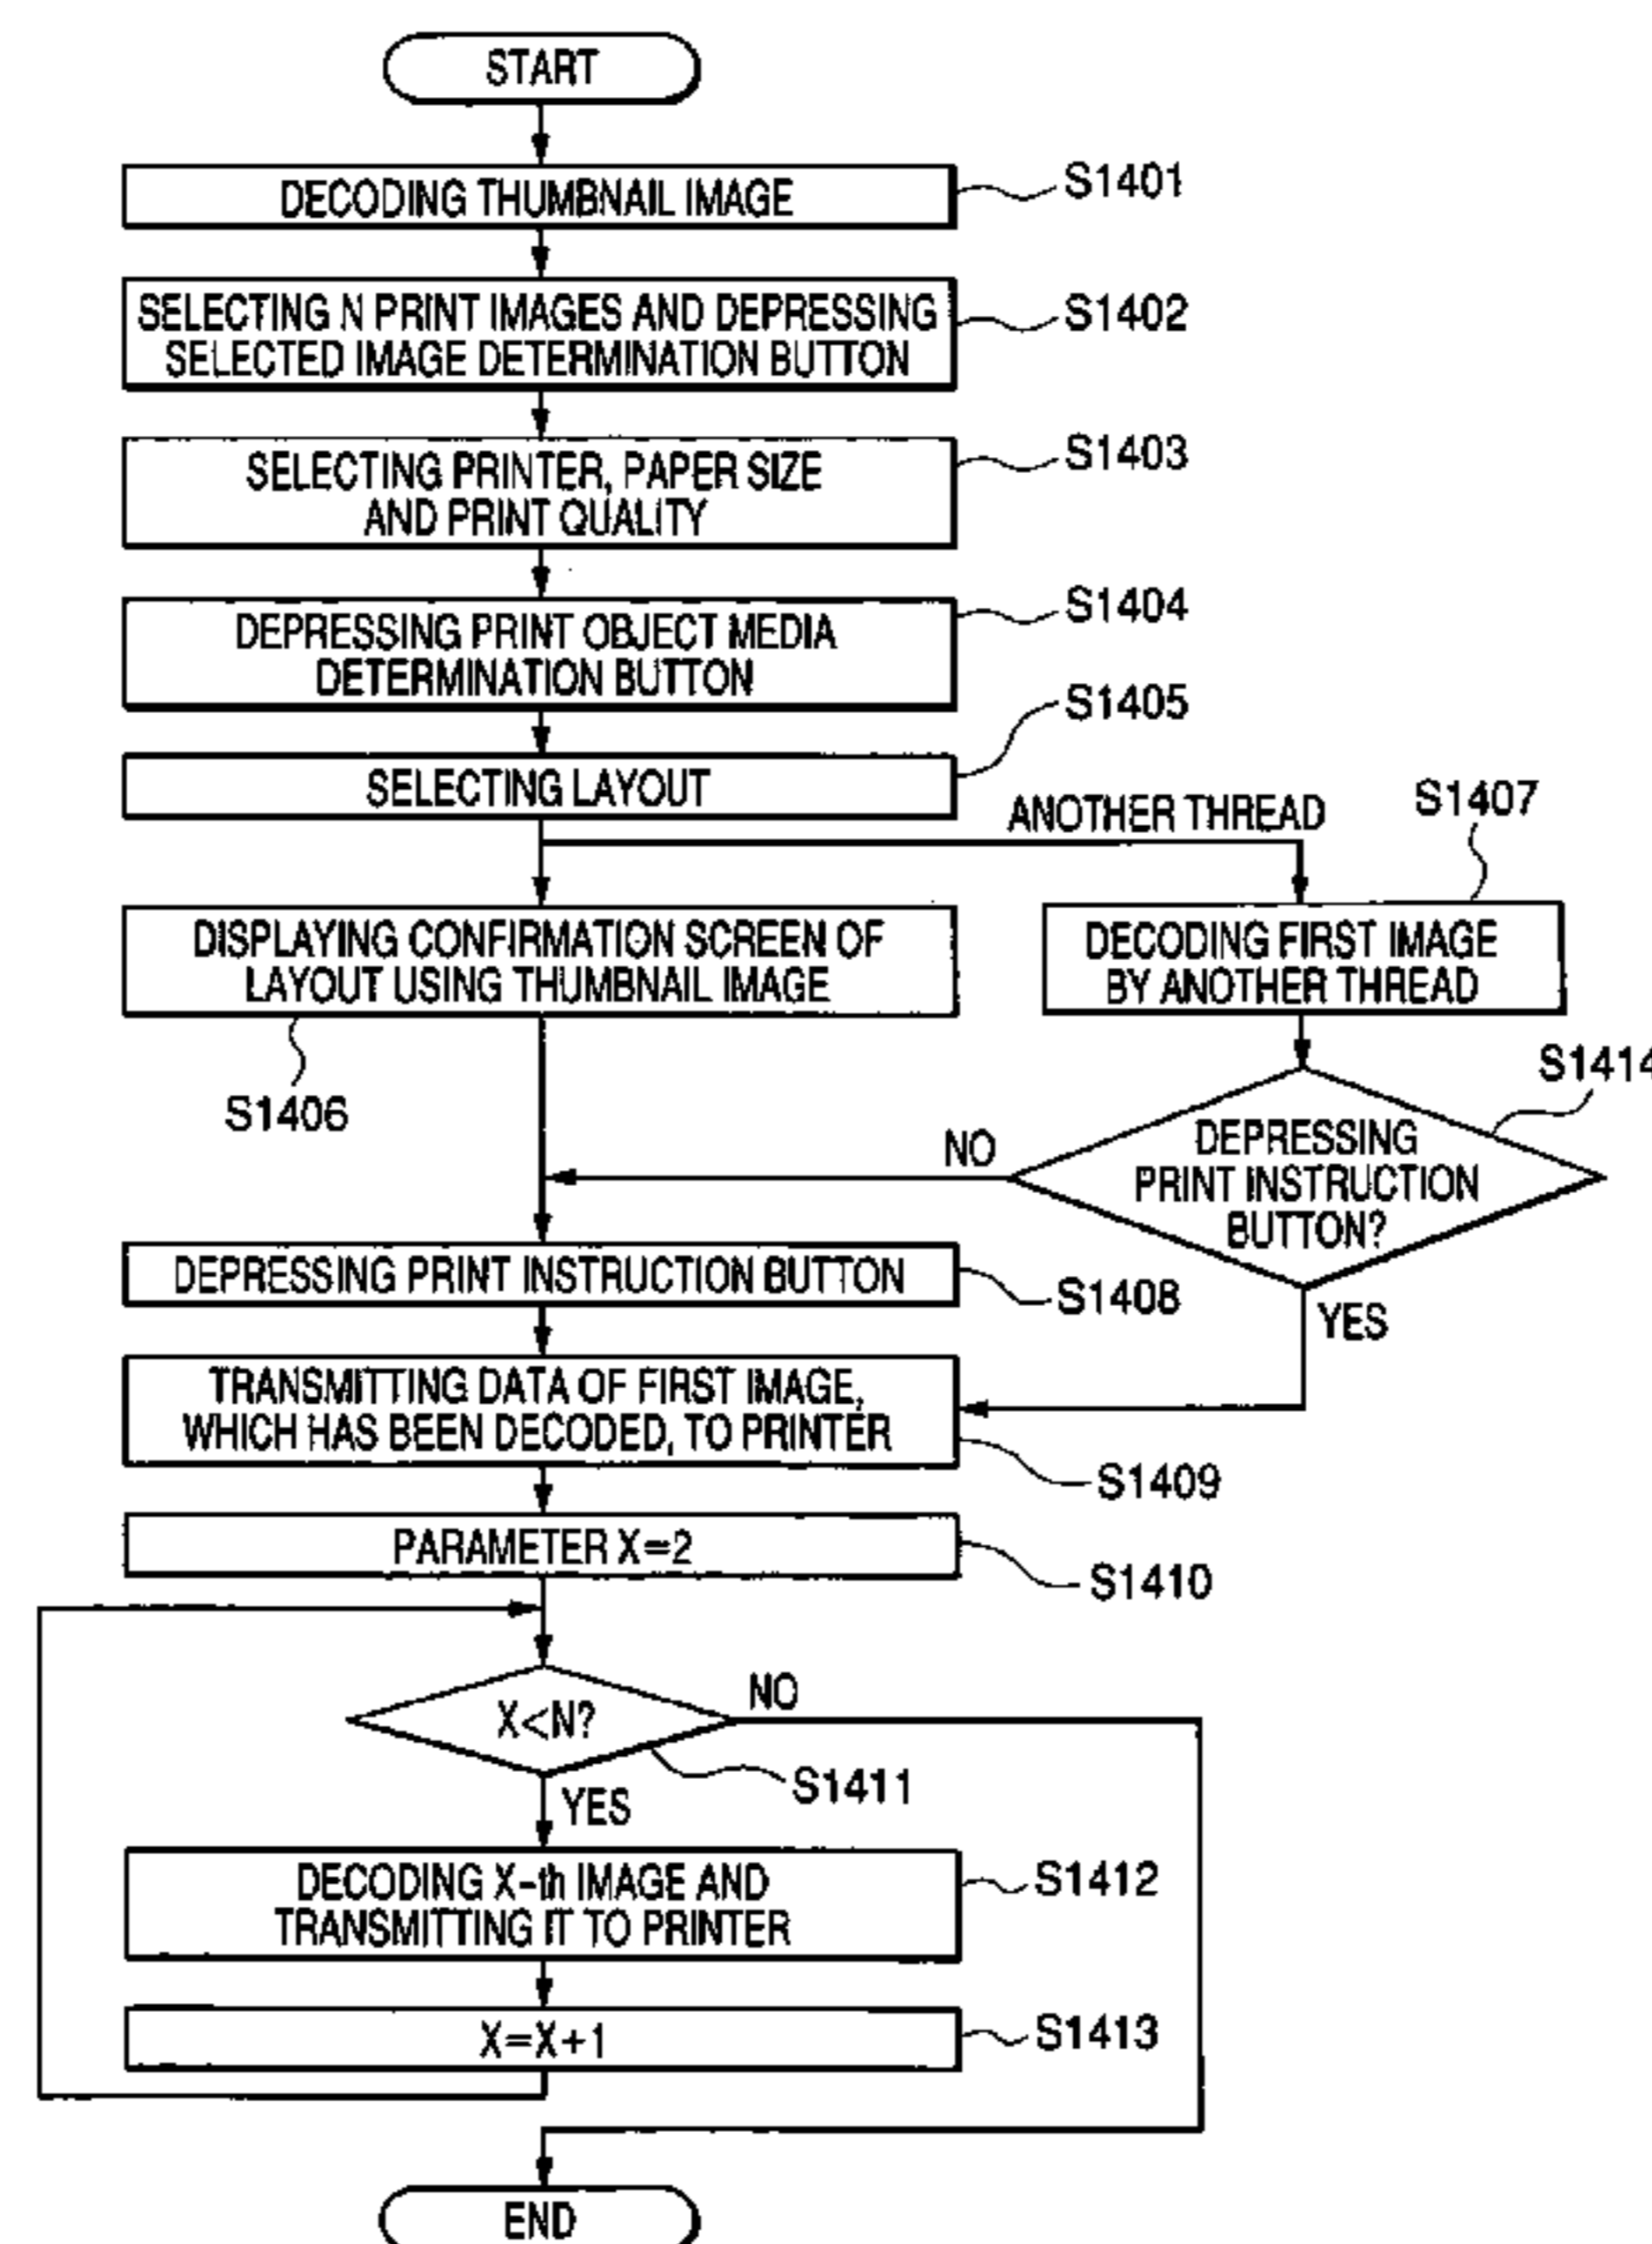 START
DECODING THUMBNAIL IMAGE
S1401
SELECTING N PRINT IMAGES AND DEPRESSING
SELECTED IMAGE DETERMINATION BUTTON
S1402
SELECTING PRINTER, PAPER SIZE
AND PRINT QUALITY
S1403
DEPRESSING PRINT OBJECT MEDIA
DETERMINATION BUTTON
S1404
SELECTING LAYOUT
S1405
ANOTHER THREAD
S1407
DISPLAYING CONFIRMATION SCREEN OF
LAYOUT USING THUMBNAIL IMAGE
S1406
DECODING FIRST IMAGE
BY ANOTHER THREAD
S1414
DEPRESSING
PRINT INSTRUCTION
BUTTON?
NO
YES
DEPRESSING PRINT INSTRUCTION BUTTON
S1408
TRANSMITTING DATA OF FIRST IMAGE,
WHICH HAS BEEN DECODED, TO PRINTER
S1409
PARAMETER X=2
S1410
X<N?
NO
S1411
YES
DECODING X-th IMAGE AND
TRANSMITTING IT TO PRINTER
S1412
X=X+1
S1413
END